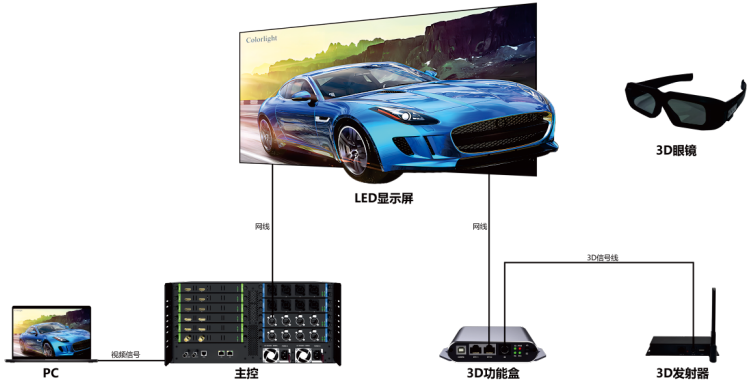 Colorlight
3D眼镜
LED显示屏
网线
网线
3D信号线
视频信号
PC
主控
3D功能盒
3D发射器